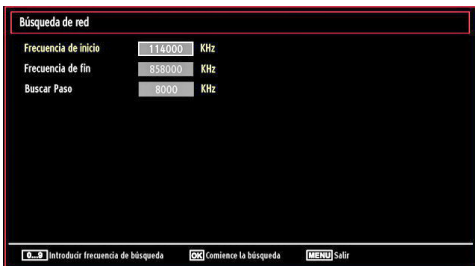 Búsqueda de red
Frecuencia de inicio 114000 KHz
Frecuencia de fin 858000 KHz
Buscar Paso 8000 KHz
0...9 Introducir frecuencia de búsqueda OK Comience la búsqueda MENU Salir